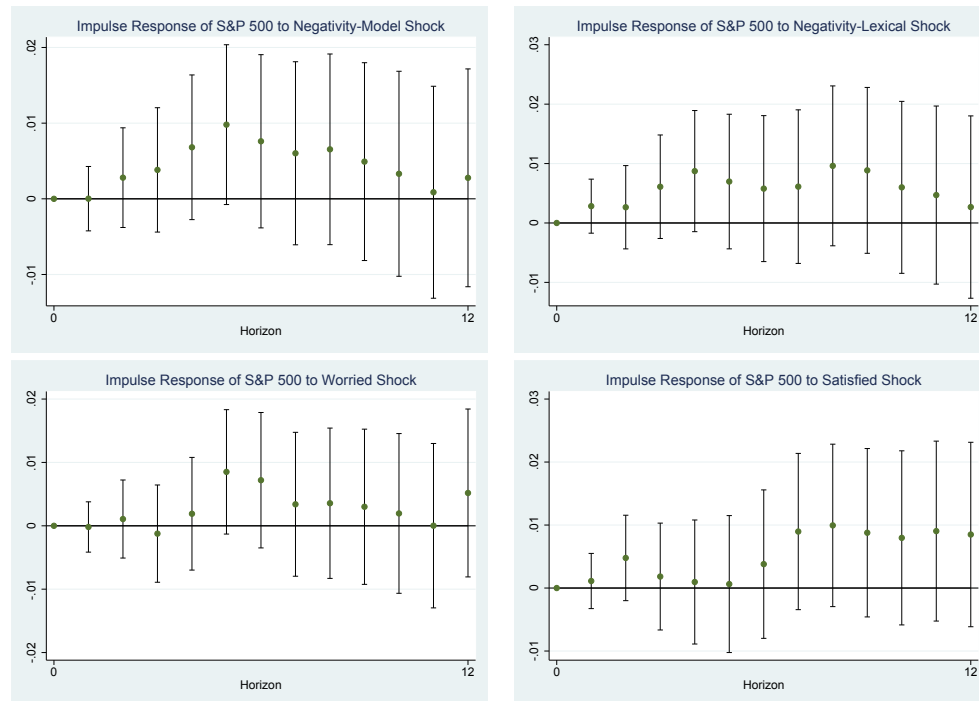 Impulse Response of S&P 500 to Negativity-Model Shock
.02
.01
0
-.01
0 12
Horizon
Impulse Response of S&P 500 to Negativity-Lexical Shock
.03
.02
.01
0
-.01
0 12
Horizon
Impulse Response of S&P 500 to Worried Shock
.02
.01
0
-.01
-.02
0 12
Horizon
Impulse Response of S&P 500 to Satisfied Shock
.03
.02
.01
0
-.01
0 12
Horizon